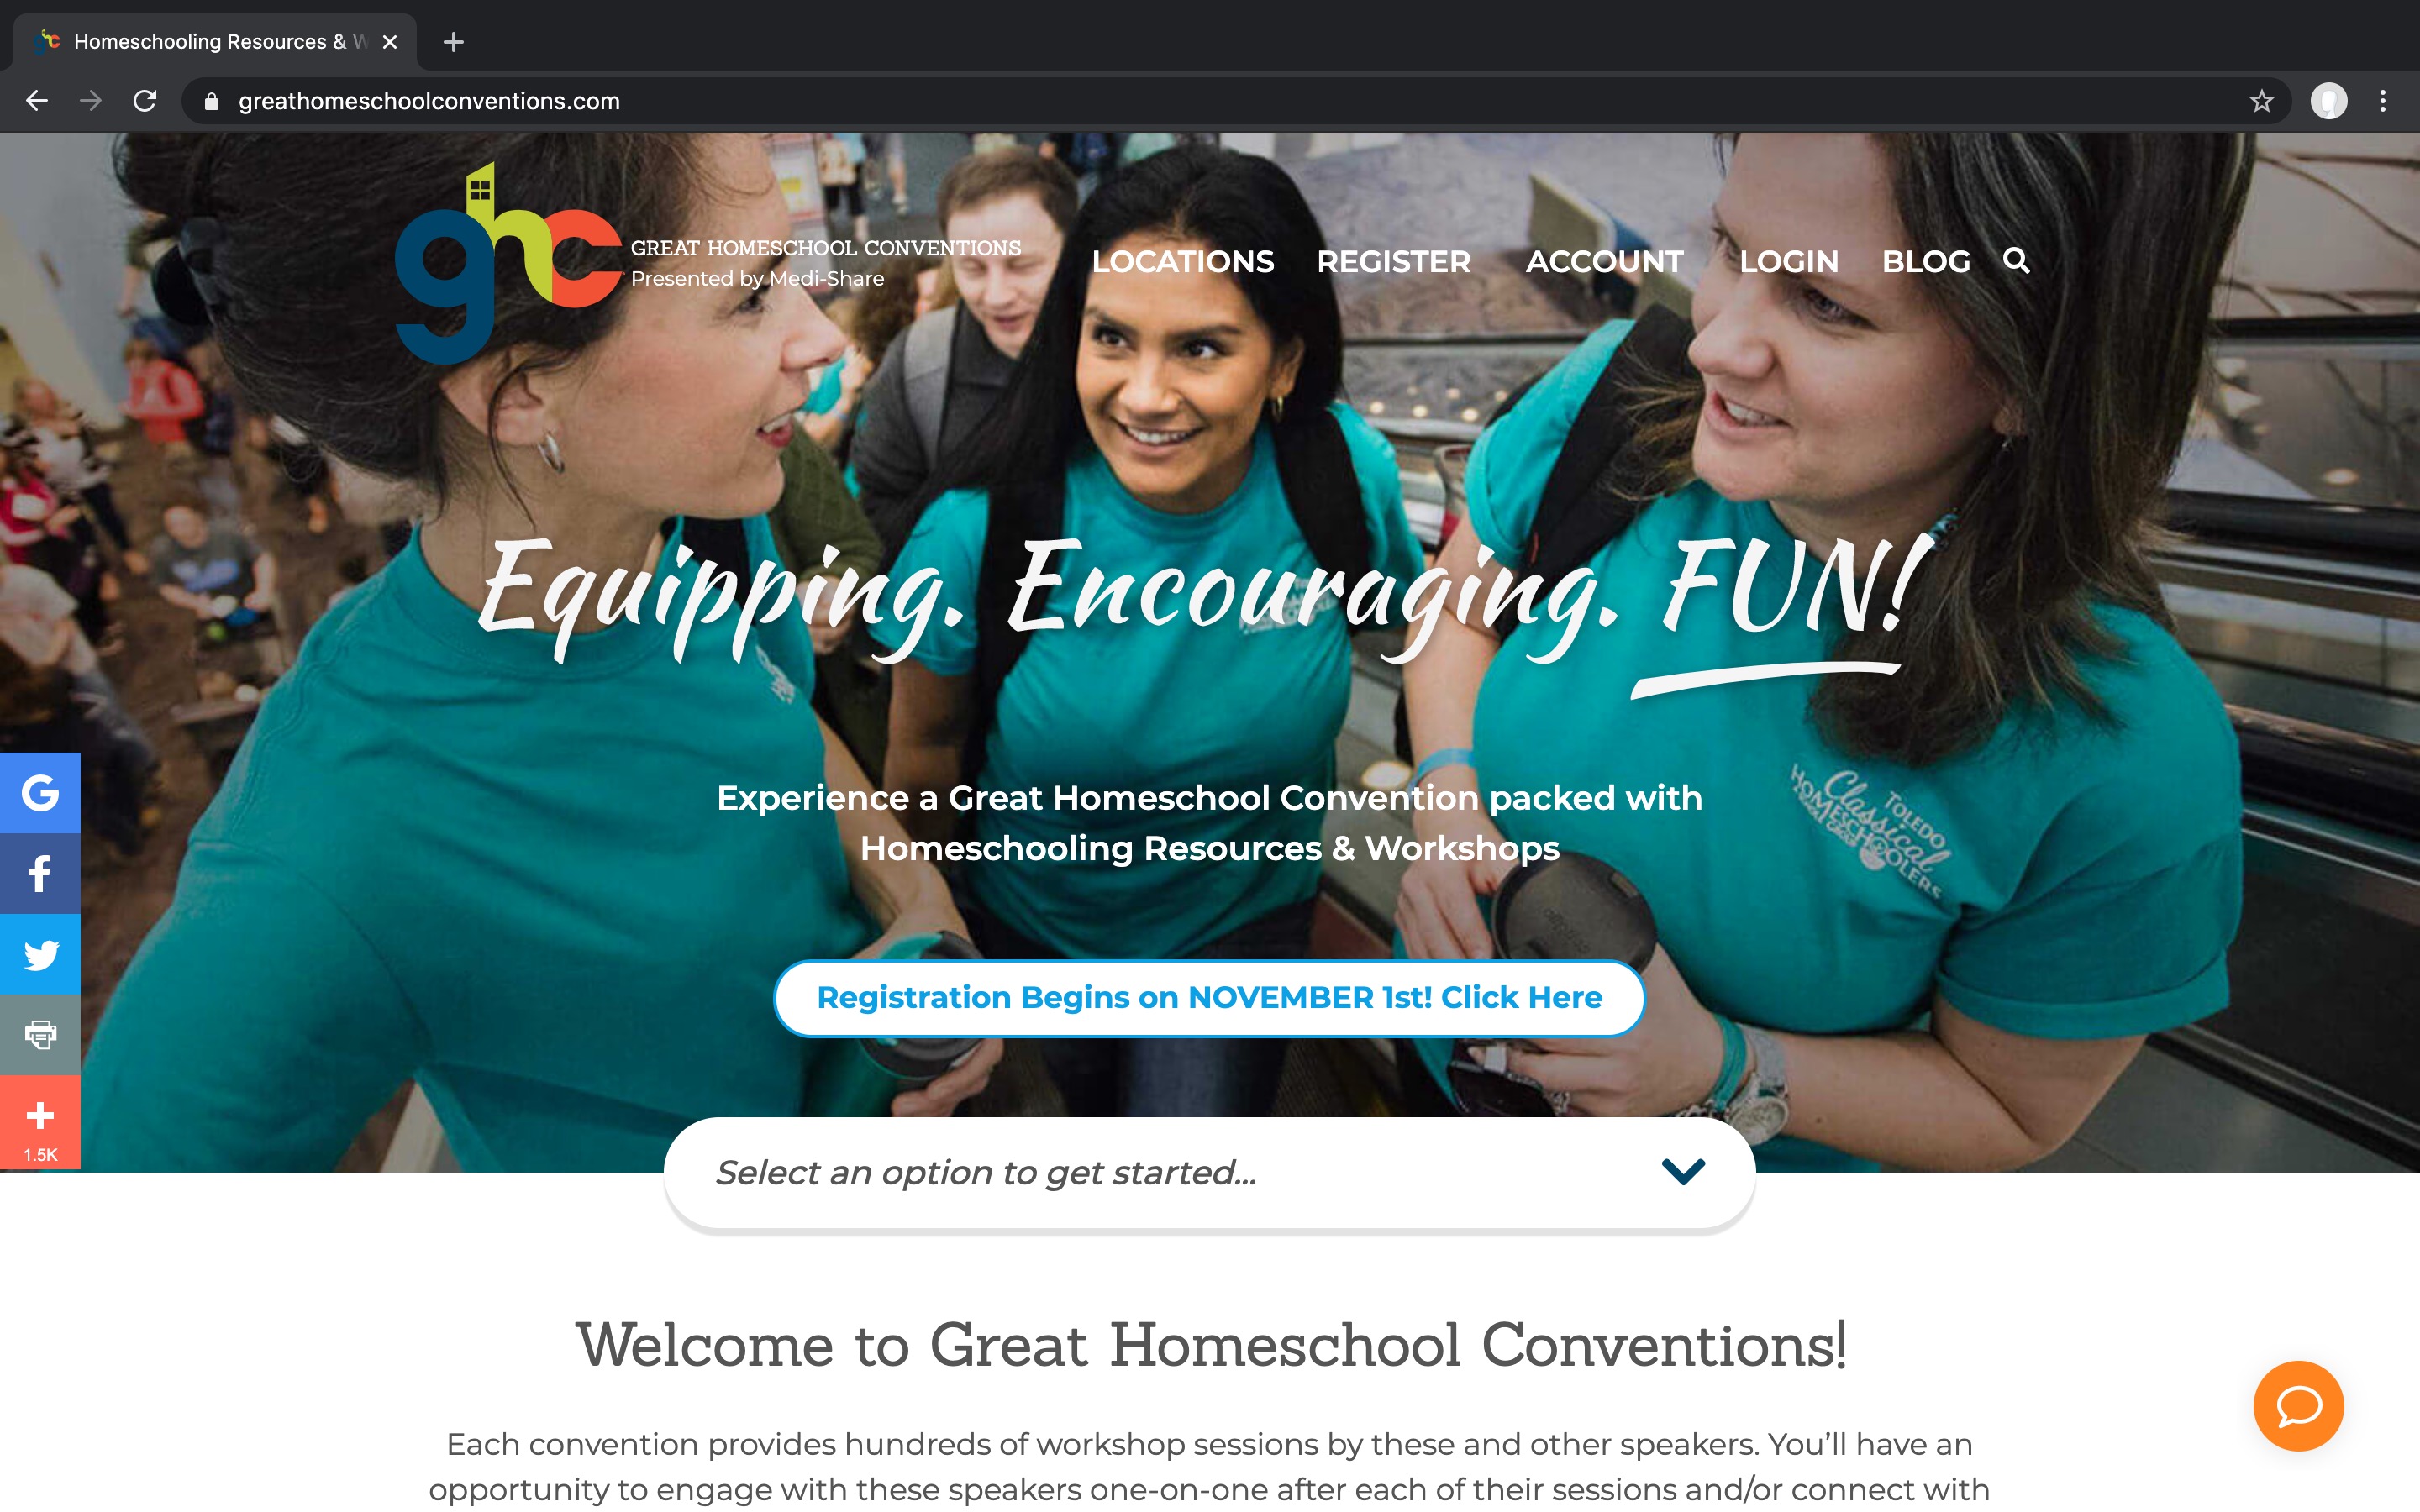 Homeschooling Resources & W
greathomeschoolconventions.com
ghc
GREAT HOMESCHOOL CONVENTIONS
Presented by Medi-Share
LOCATIONS REGISTER ACCOUNT LOGIN BLOG
Equipping. Encouraging. FUN!
TOLEDO
Classical
HOMESCHOOLERS
Experience a Great Homeschool Convention packed with
Homeschooling Resources & Workshops
Registration Begins on NOVEMBER 1st! Click Here
1.5K
Select an option to get started...
Welcome to Great Homeschool Conventions!
Each convention provides hundreds of workshop sessions by these and other speakers. You’ll have an
opportunity to engage with these speakers one-on-one after each of their sessions and/or connect with